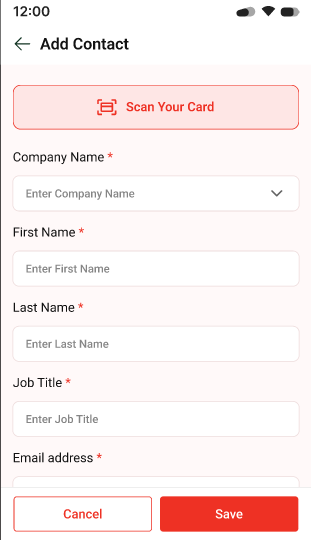 12:00
Add Contact
Scan Your Card
Company Name *
Enter Company Name
First Name *
Enter First Name
Last Name *
Enter Last Name
Job Title *
Enter Job Title
Email address *
Cancel
Save